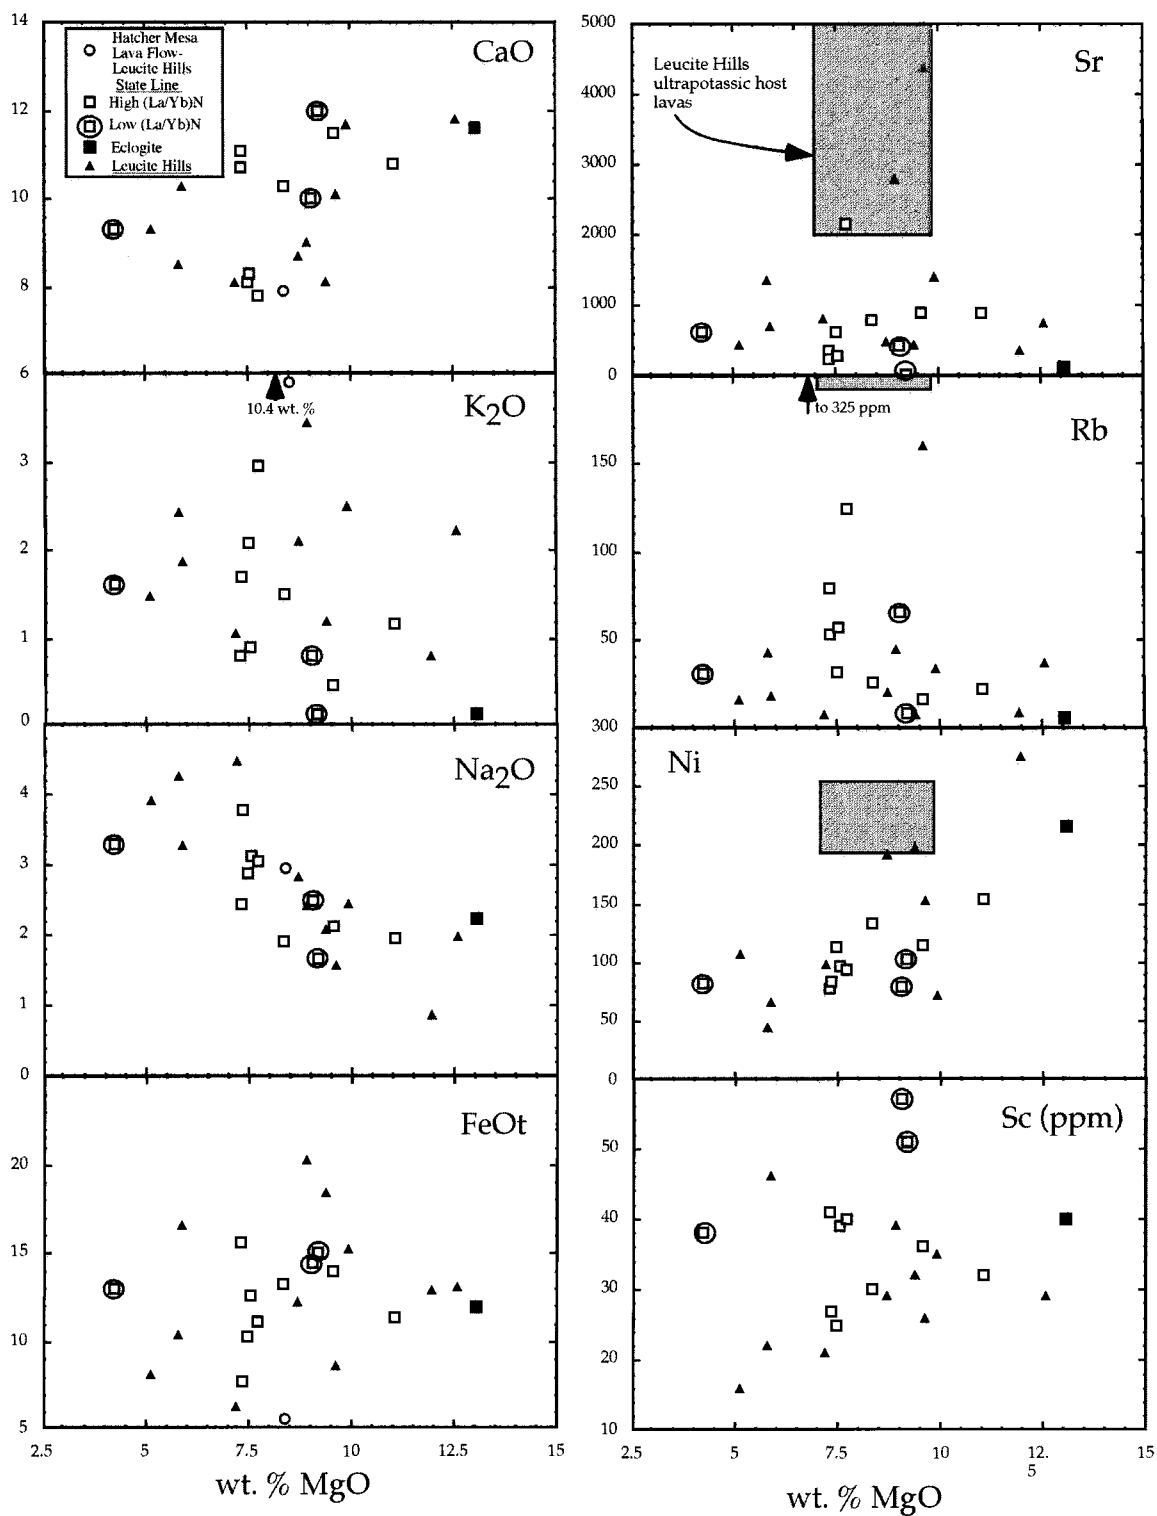 14
12
10
8
6
CaO
Hatcher Mesa
Lava Flow-
Leucite Hills
State Line
High (La/Yb)N
Low (La/Yb)N
Eclogite
Leucite Hills
K2O
10.4 wt. %
3
2
1
0
Na2O
4
3
2
1
0
FeOt
20
15
10
5
2.5 5 7.5 10 12.5 15
wt. % MgO
5000
4000
3000
2000
1000
0
Sr
Leucite Hills
ultrapotassic host
lavas
to 325 ppm
Rb
150
100
50
300
Ni
250
200
150
100
50
0
Sc (ppm)
50
40
30
20
10
2.5 5 7.5 10 12. 15
5
wt. % MgO